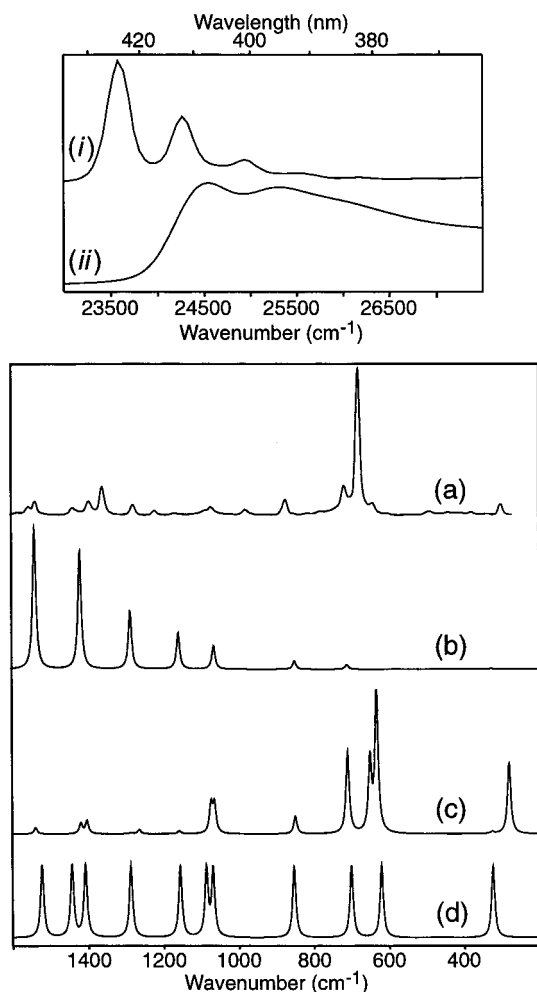 Wavelength (nm)
420 400 380
(i)
(ii)
23500 24500 25500 26500
Wavenumber (cm⁻¹)
(a)
(b)
(c)
(d)
1400 1200 1000 800 600 400
Wavenumber (cm⁻¹)